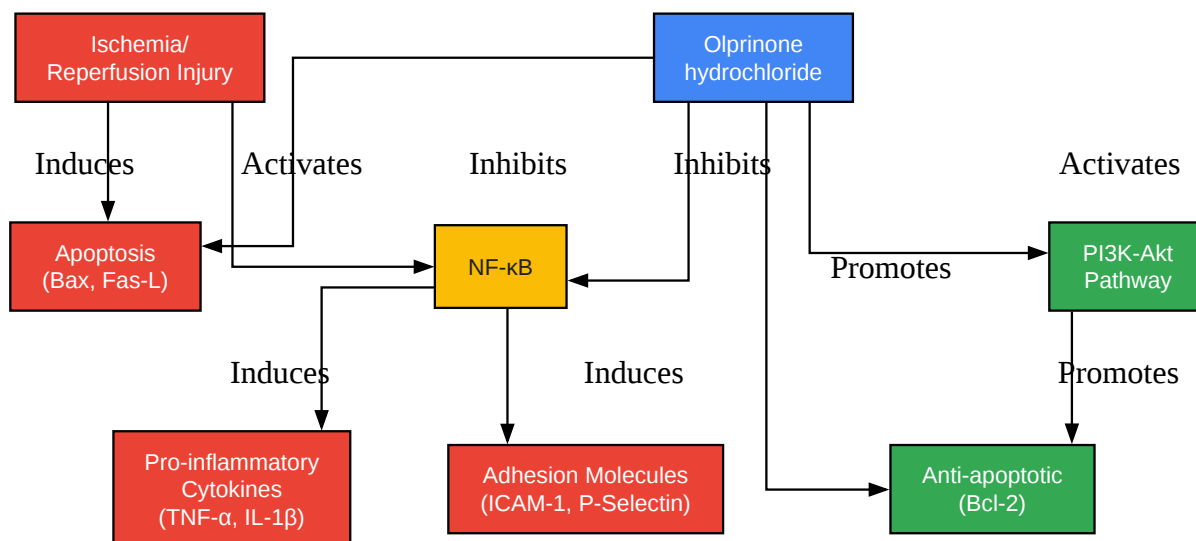 Ischemia/
Reperfusion Injury
Olprinone
hydrochloride
Induces
Activates
Inhibits
Inhibits
Activates
Apoptosis
(Bax, Fas-L)
NF-κB
Promotes
PI3K-Akt
Pathway
Induces
Induces
Promotes
Pro-inflammatory
Cytokines
(TNF-α, IL-1β)
Adhesion Molecules
(ICAM-1, P-Selectin)
Anti-apoptotic
(Bcl-2)